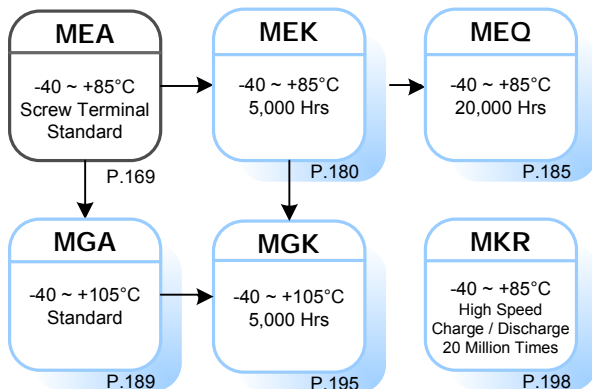 MEA
-40 ~ +85°C
Screw Terminal
Standard
P.169
MEK
-40 ~ +85°C
5,000 Hrs
P.180
MEQ
-40 ~ +85°C
20,000 Hrs
P.185
MGA
-40 ~ +105°C
Standard
P.189
MGK
-40 ~ +105°C
5,000 Hrs
P.195
MKR
-40 ~ +85°C
High Speed
Charge / Discharge
20 Million Times
P.198